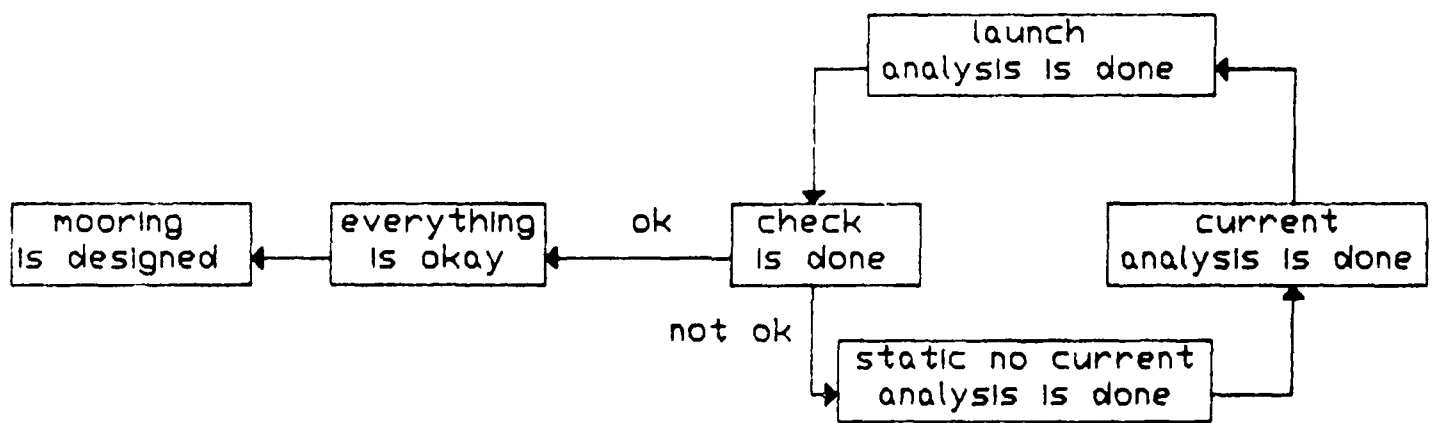 launch
analysis is done
mooring
is designed
everything
is okay
ok
check
is done
current
analysis is done
not ok
static no current
analysis is done